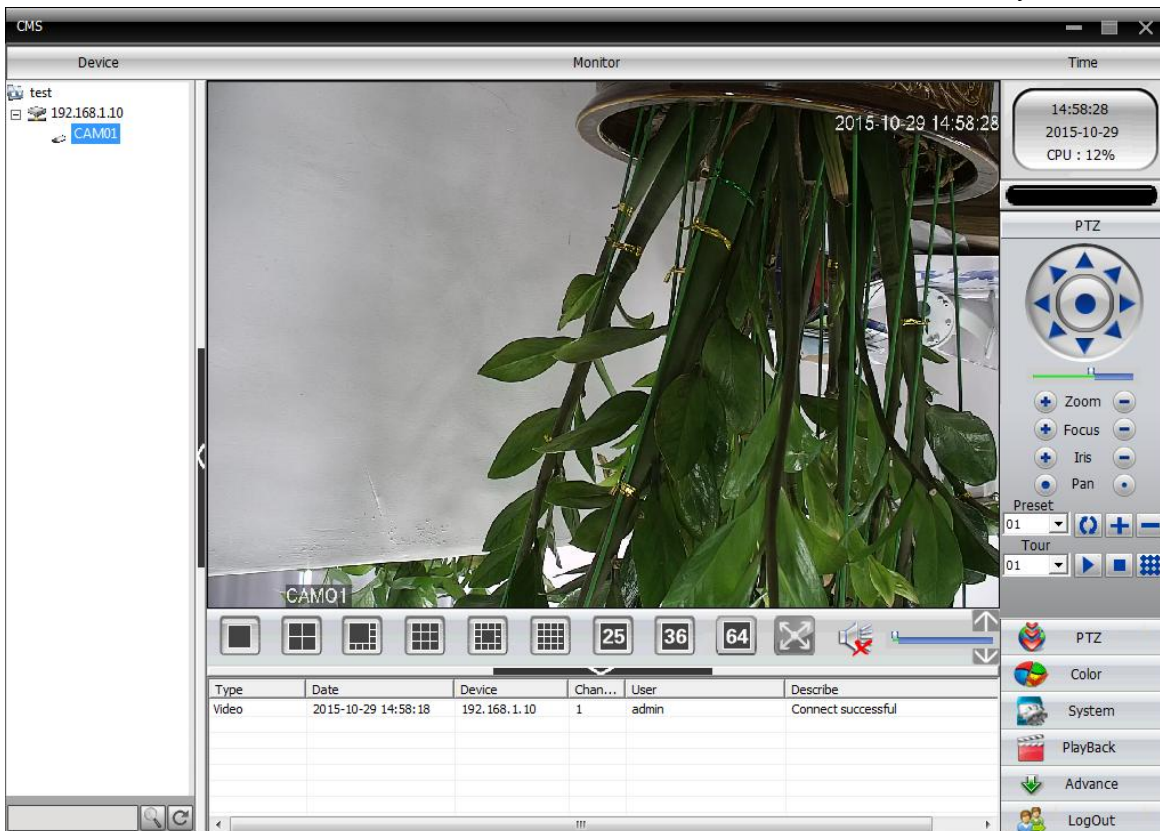 CMS
Device
Monitor
Time
test
192.168.1.10
CAM01
2015-10-29 14:58:28
CAM01
14:58:28
2015-10-29
CPU : 12%
PTZ
Zoom
Focus
Iris
Pan
Preset
01
Tour
01
25 36 64
Type Date Device Chan... User Describe
Video 2015-10-29 14:58:18 192.168.1.10 1 admin Connect successful
PTZ
Color
System
PlayBack
Advance
LogOut